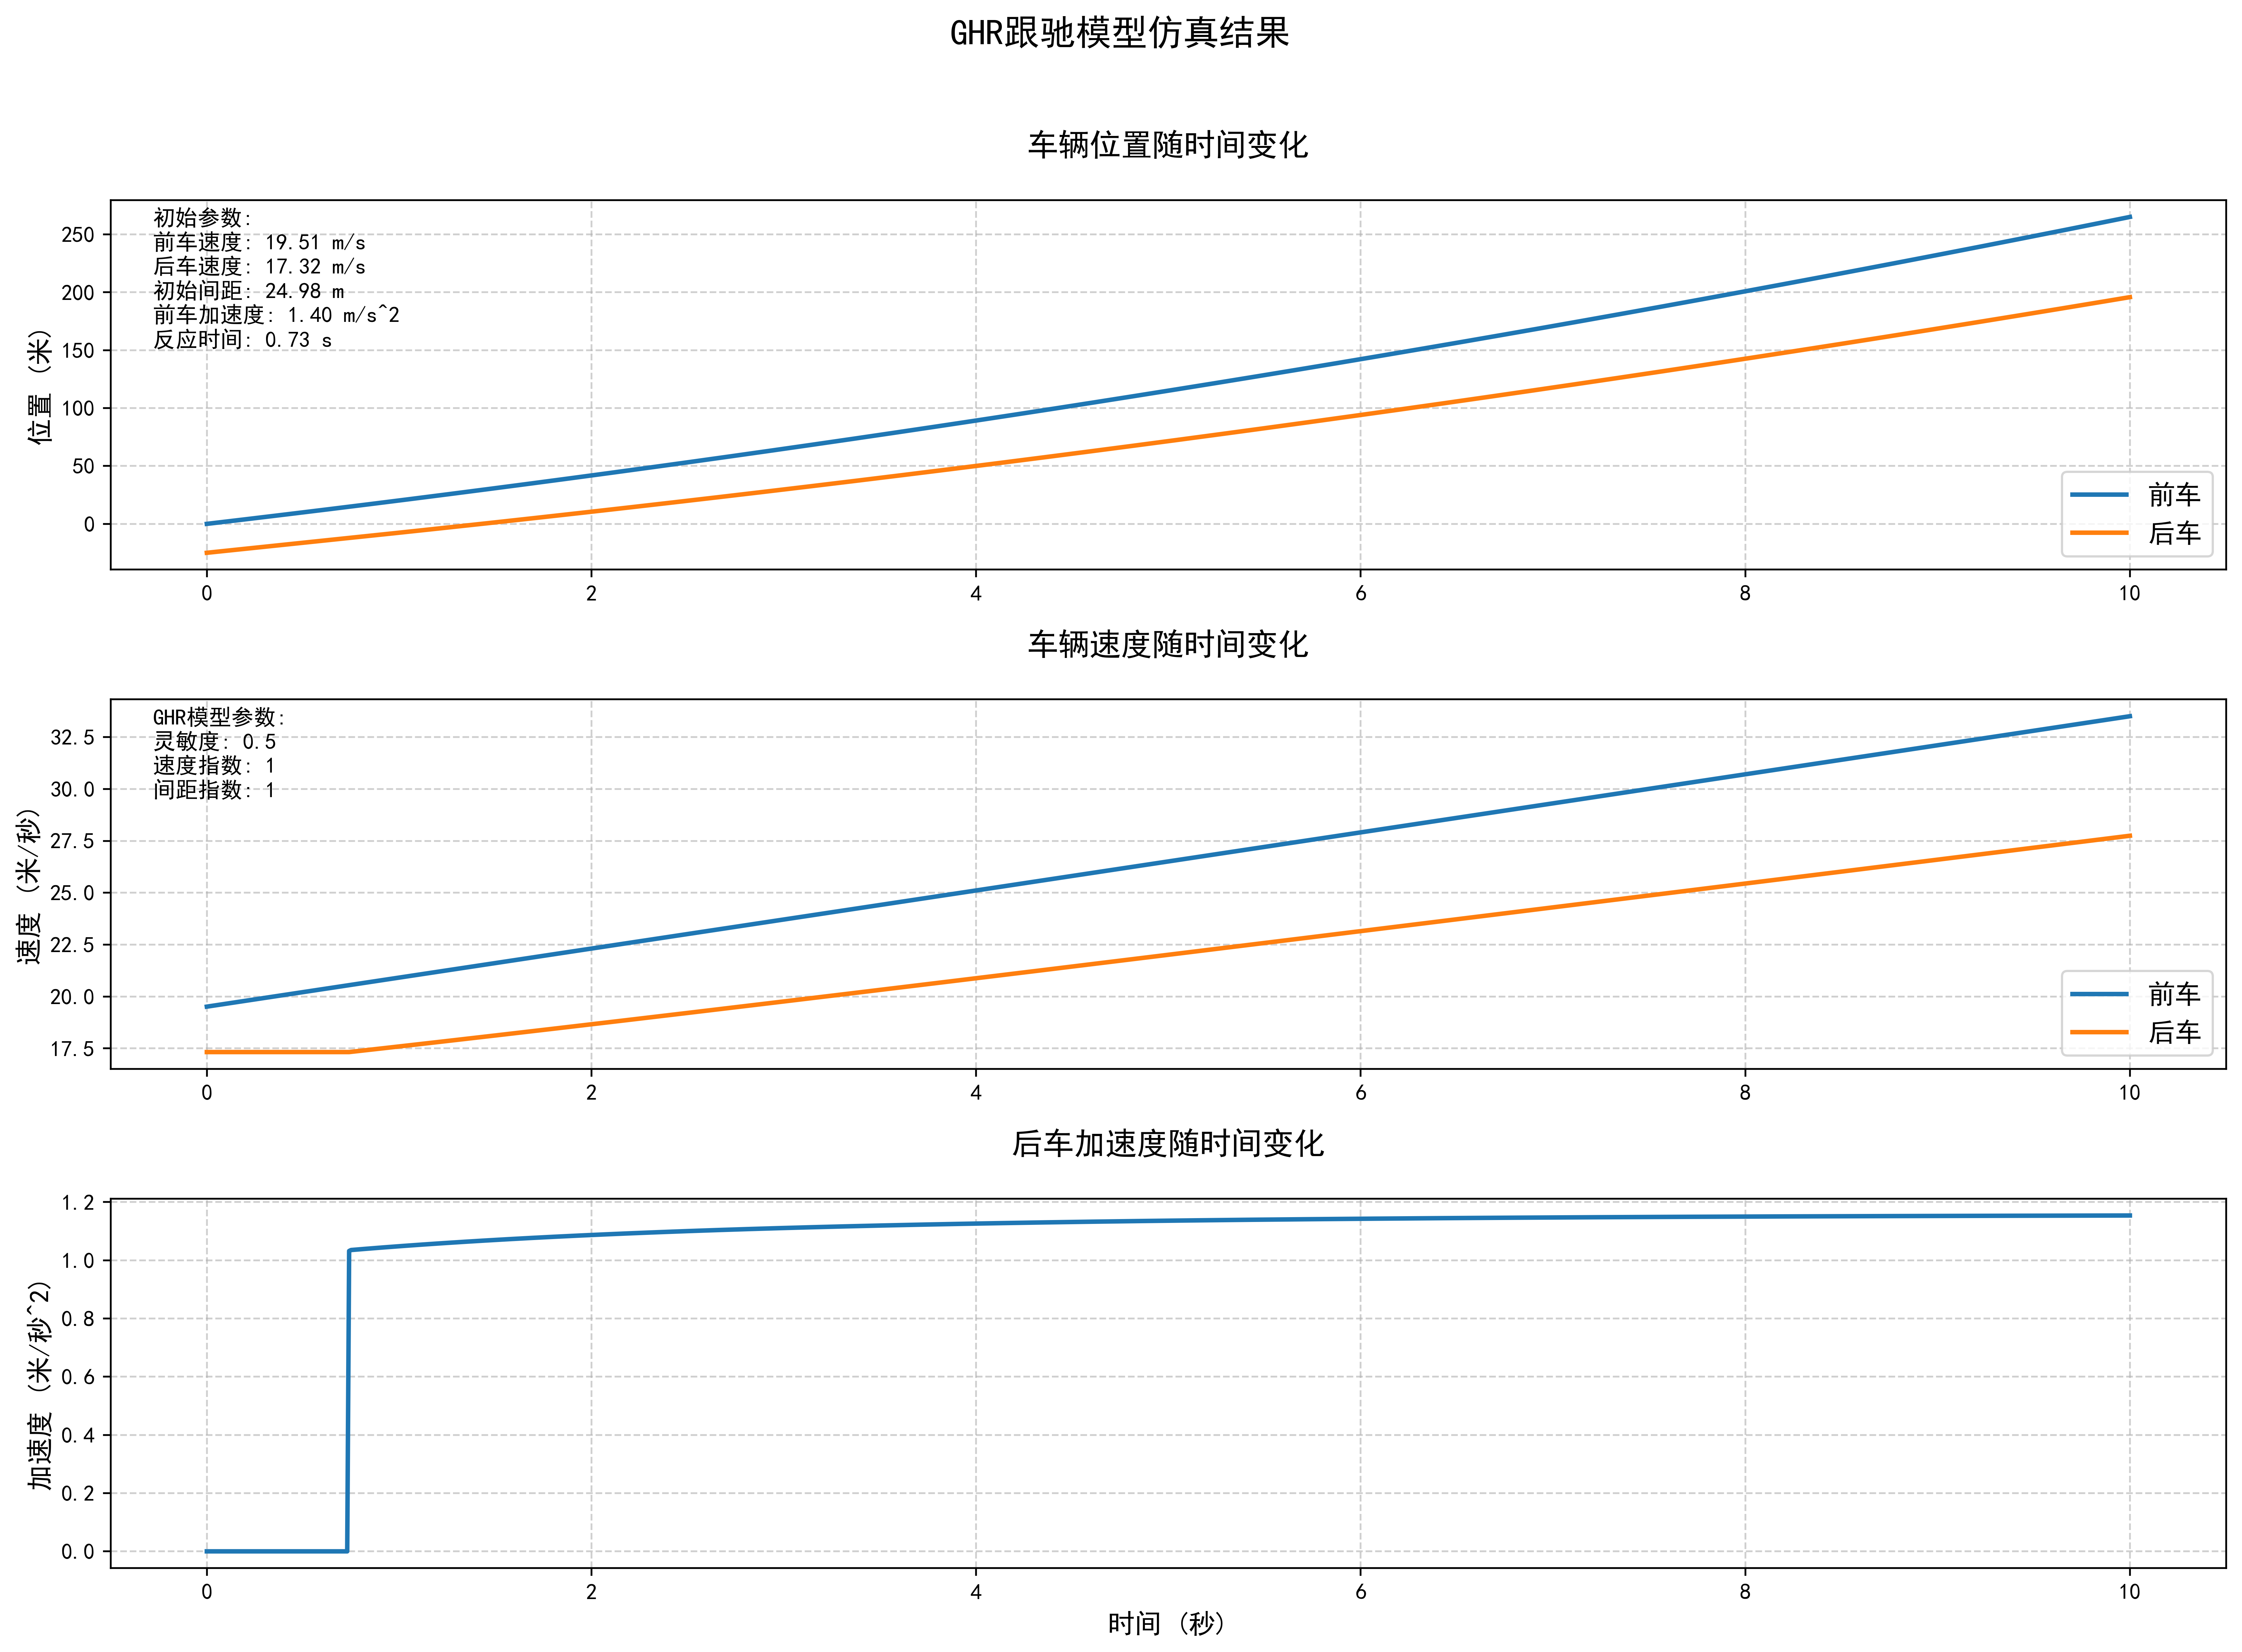 GHR跟驰模型仿真结果
车辆位置随时间变化
初始参数:
前车速度: 19.51 m/s
后车速度: 17.32 m/s
初始间距: 24.98 m
前车加速度: 1.40 m/s^2
反应时间: 0.73 s
位置 (米)
250
200
150
100
50
0
前车
后车
0 2 4 6 8 10
车辆速度随时间变化
GHR模型参数:
灵敏度: 0.5
速度指数: 1
间距指数: 1
速度 (米/秒)
32.5
30.0
27.5
25.0
22.5
20.0
17.5
前车
后车
0 2 4 6 8 10
后车加速度随时间变化
加速度 (米/秒^2)
1.2
1.0
0.8
0.6
0.4
0.2
0.0
0 2 4 6 8 10
时间 (秒)